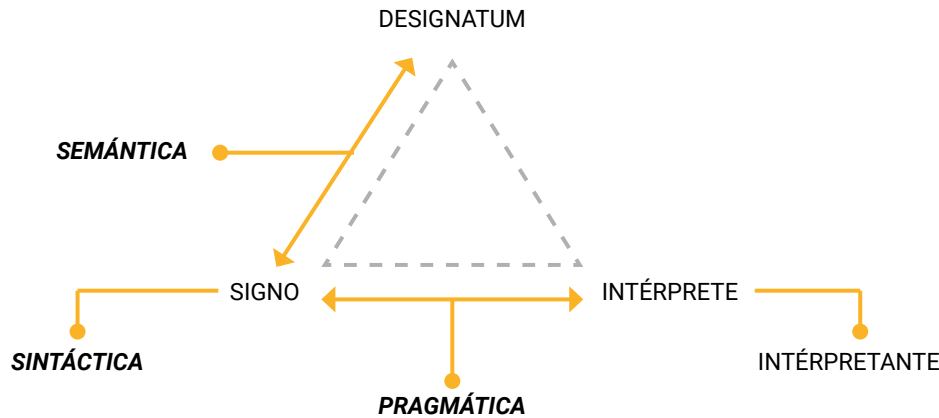 DESIGNATUM
SEMÁNTICA
SIGNO
INTÉRPRETE
SINTÁCTICA
INTÉRPRETANTE
PRAGMÁTICA